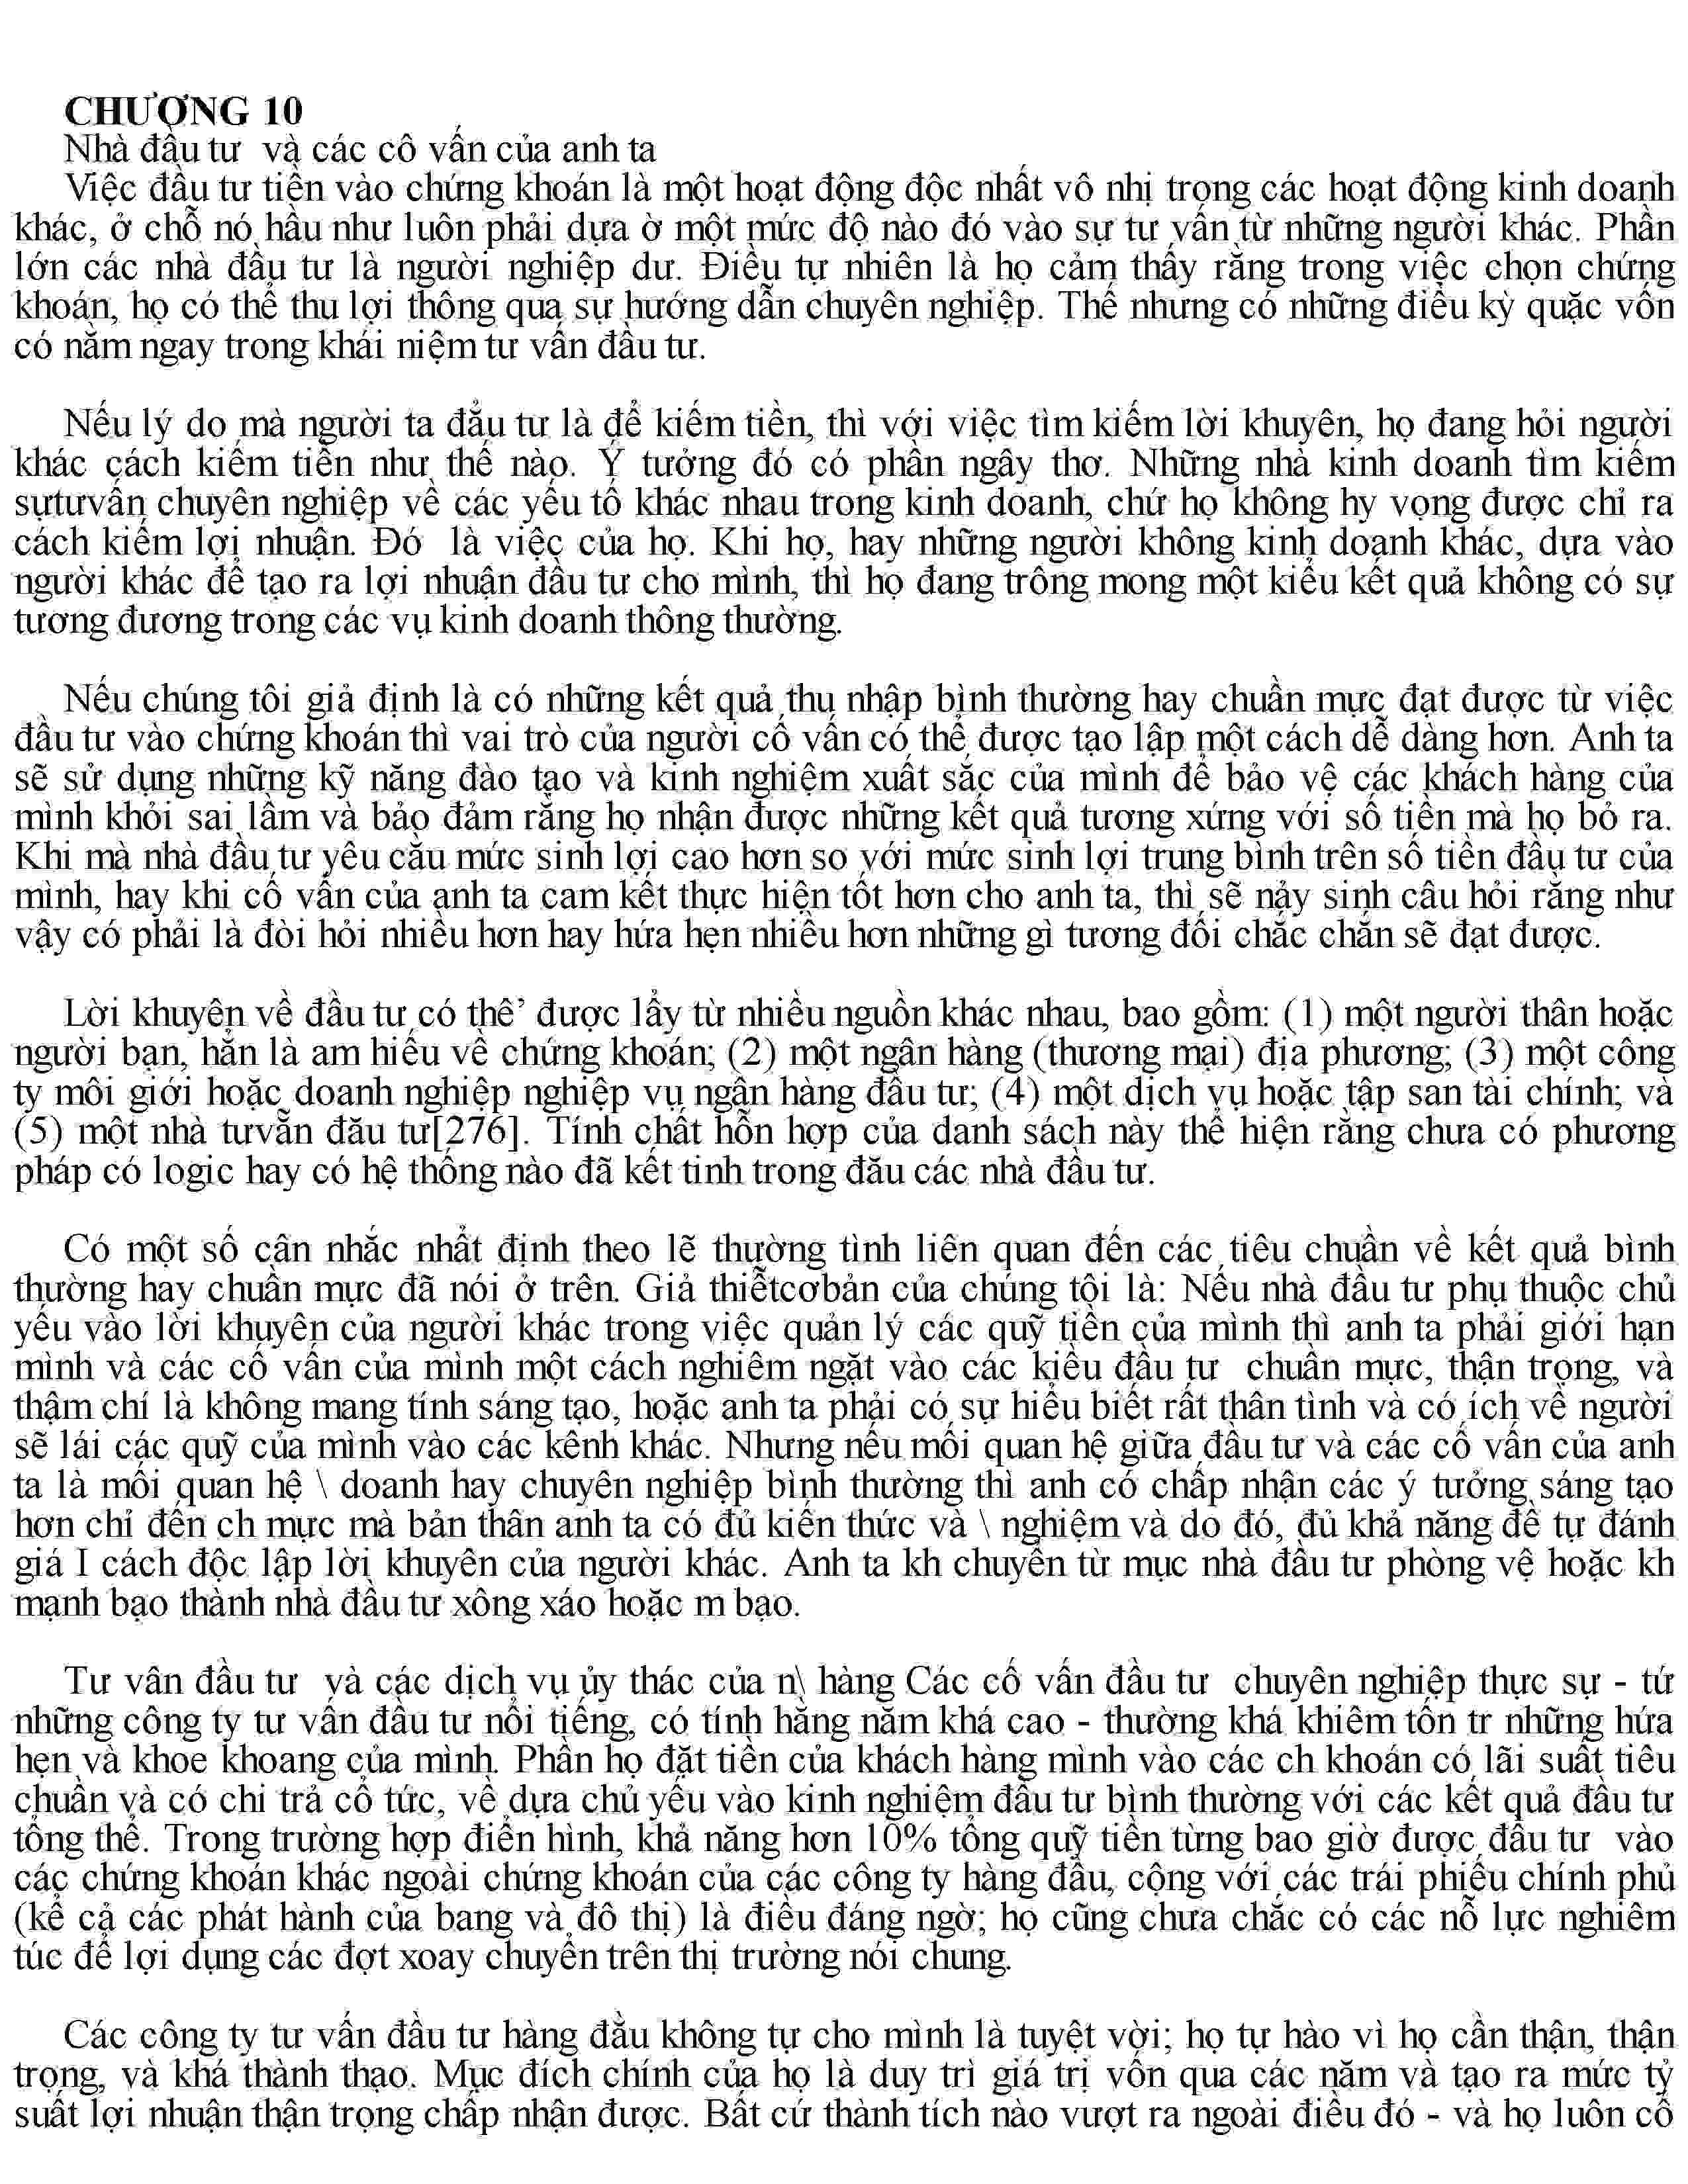 CHƯƠNG 10
Nhà đầu tư và các cô vấn của anh ta
Việc đầu tư tiền vào chứng khoán là một hoạt động độc nhất vô nhị trong các hoạt động kinh doanh
khác, ở chỗ nó hầu như luôn phải dựa ờ một mức độ nào đó vào sự tư vấn từ những người khác. Phần
lớn các nhà đầu tư là người nghiệp dư. Điều tự nhiên là họ cảm thấy rằng trong việc chọn chứng
khoán, họ có thể thu lợi thông qua sự hướng dẫn chuyên nghiệp. Thế nhưng có những điều kỳ quặc vốn
có nằm ngay trong khái niệm tư vấn đầu tư.
Nếu lý do mà người ta đẩu tư là để kiếm tiền, thì với việc tìm kiếm lời khuyên, họ đang hỏi người
khác cách kiếm tiền như thế nào. Ý tưởng đó có phần ngây thơ. Những nhà kinh doanh tìm kiếm
sựtưvấn chuyên nghiệp về các yếu tố khác nhau trong kinh doanh, chứ họ không hy vọng được chỉ ra
cách kiếm lợi nhuận. Đó là việc của họ. Khi họ, hay những người không kinh doanh khác, dựa vào
người khác để tạo ra lợi nhuận đầu tư cho mình, thì họ đang trông mong một kiểu kết quả không có sự
tương đương trong các vụ kinh doanh thông thường.
Nếu chúng tôi giả định là có những kết quả thu nhập bình thường hay chuẩn mực đạt được từ việc
đầu tư vào chứng khoán thì vai trò của người cố vấn có thể được tạo lập một cách dễ dàng hơn. Anh ta
sẽ sử dụng những kỹ năng đào tạo và kinh nghiệm xuất sắc của mình để bảo vệ các khách hàng của
mình khỏi sai lầm và bảo đảm rằng họ nhận được những kết quả tương xứng với số tiền mà họ bỏ ra.
Khi mà nhà đầu tư yêu cầu mức sinh lợi cao hơn so với mức sinh lợi trung bình trên số tiền đầu tư của
mình, hay khi cố vấn của anh ta cam kết thực hiện tốt hơn cho anh ta, thì sẽ nảy sinh câu hỏi rằng như
vậy có phải là đòi hỏi nhiều hơn hay hứa hẹn nhiều hơn những gì tương đối chắc chắn sẽ đạt được.
Lời khuyên về đầu tư có thê’ được lẩy từ nhiều nguồn khác nhau, bao gồm: (1) một người thân hoặc
người bạn, hẳn là am hiểu về chứng khoán; (2) một ngân hàng (thương mại) địa phương; (3) một công
ty môi giới hoặc doanh nghiệp nghiệp vụ ngân hàng đầu tư; (4) một dịch vụ hoặc tập san tài chính; và
(5) một nhà tưvẵn đău tư[276]. Tính chất hỗn hợp của danh sách này thể hiện rằng chưa có phương
pháp có logic hay có hệ thống nào đã kết tinh trong đău các nhà đầu tư.
Có một số cân nhắc nhẩt định theo lẽ thường tình liên quan đến các tiêu chuẩn về kết quả bình
thường hay chuẩn mực đã nói ở trên. Giả thiễtcơbản của chúng tôi là: Nếu nhà đầu tư phụ thuộc chủ
yếu vào lời khuyên của người khác trong việc quản lý các quỹ tiền của mình thì anh ta phải giới hạn
mình và các cố vấn của mình một cách nghiêm ngặt vào các kiểu đầu tư chuẩn mực, thận trọng, và
thậm chí là không mang tính sáng tạo, hoặc anh ta phải có sự hiểu biết rất thân tình và có ích về người
sẽ lái các quỹ của mình vào các kênh khác. Nhưng nếu mối quan hệ giữa đầu tư và các cố vấn của anh
ta là mối quan hệ \ doanh hay chuyên nghiệp bình thường thì anh có chấp nhận các ý tưởng sáng tạo
hơn chỉ đến ch mực mà bản thân anh ta có đủ kiến thức và \ nghiệm và do đó, đủ khả năng đề tự đánh
giá I cách độc lập lời khuyên của người khác. Anh ta kh chuyển từ mục nhà đầu tư phòng vệ hoặc kh
mạnh bạo thành nhà đầu tư xông xáo hoặc m bạo.
Tư vân đầu tư và các dịch vụ ủy thác của n\ hàng Các cố vấn đầu tư chuyên nghiệp thực sự - tứ
những công ty tư vấn đầu tư nổi tiếng, có tính hằng năm khá cao - thường khá khiêm tốn tr những hứa
hẹn và khoe khoang của mình. Phần họ đặt tiền của khách hàng mình vào các ch khoán có lãi suất tiêu
chuẩn và có chi trả cổ tức, về dựa chủ yếu vào kinh nghiệm đầu tư bình thường với các kết quả đầu tư
tổng thể. Trong trường hợp điển hình, khả năng hơn 10% tổng quỹ tiền từng bao giờ được đầu tư vào
các chứng khoán khác ngoài chứng khoán của các công ty hàng đầu, cộng với các trái phiếu chính phủ
(kể cả các phát hành của bang và đô thị) là điều đáng ngờ; họ cũng chưa chắc có các nỗ lực nghiêm
túc để lợi dụng các đợt xoay chuyển trên thị trường nói chung.
Các công ty tư vấn đầu tư hàng đằu không tự cho mình là tuyệt vời; họ tự hào vì họ cần thận, thận
trọng, và khá thành thạo. Mục đích chính của họ là duy trì giá trị vốn qua các năm và tạo ra mức tỷ
suất lợi nhuận thận trọng chấp nhận được. Bất cứ thành tích nào vượt ra ngoài điều đó - và họ luôn cố